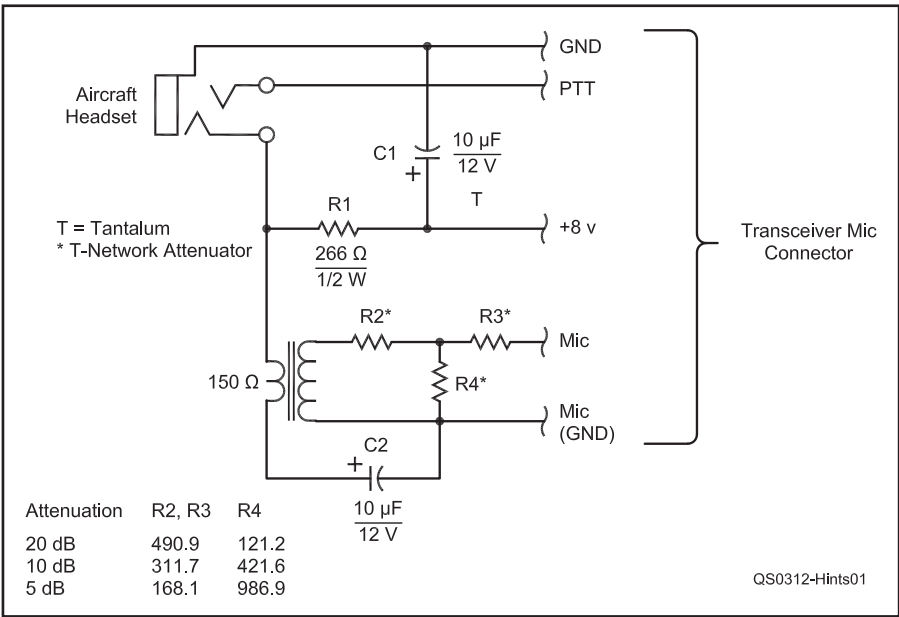 GND
PTT
Aircraft
Headset
C1
10 µF
12 V
+
T
R1
T = Tantalum
* T-Network Attenuator
266 Ω
1/2 W
+8 v
Transceiver Mic
Connector
R2*
R3*
Mic
150 Ω
R4*
Mic
(GND)
C2
+
10 µF
12 V
Attenuation R2, R3 R4
20 dB 490.9 121.2
10 dB 311.7 421.6
5 dB 168.1 986.9
QS0312-Hints01